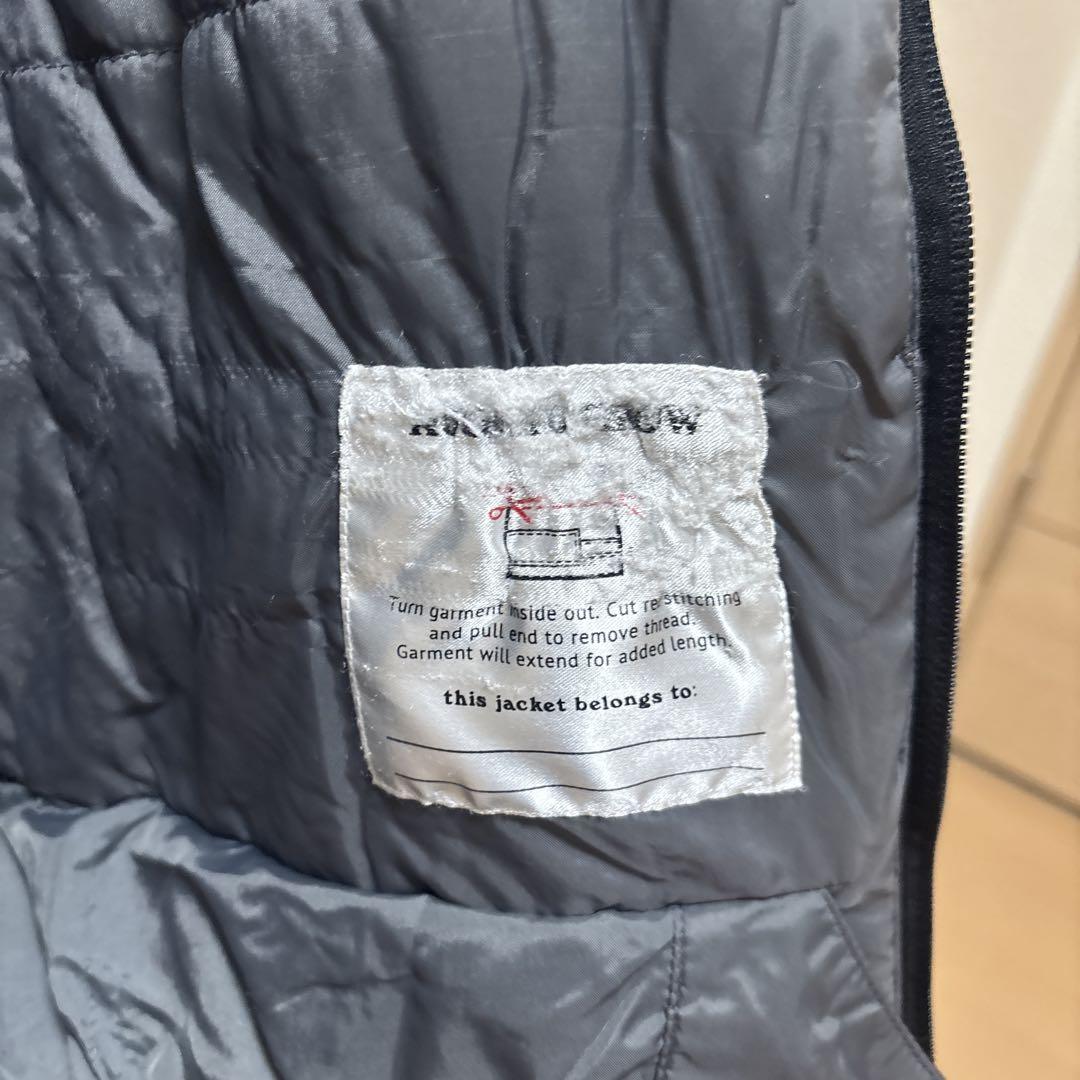 Turn garment inside out. Cut re stitching
and pull end to remove thread.
Garment will extend for added length.
this jacket belongs to: